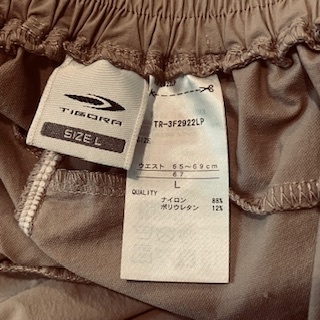 TIGORA
SIZE L
TR-3F2922LP
SIZE
ウエスト 65～69cm
67
L
QUALITY
ナイロン 88%
ポリウレタン 12%